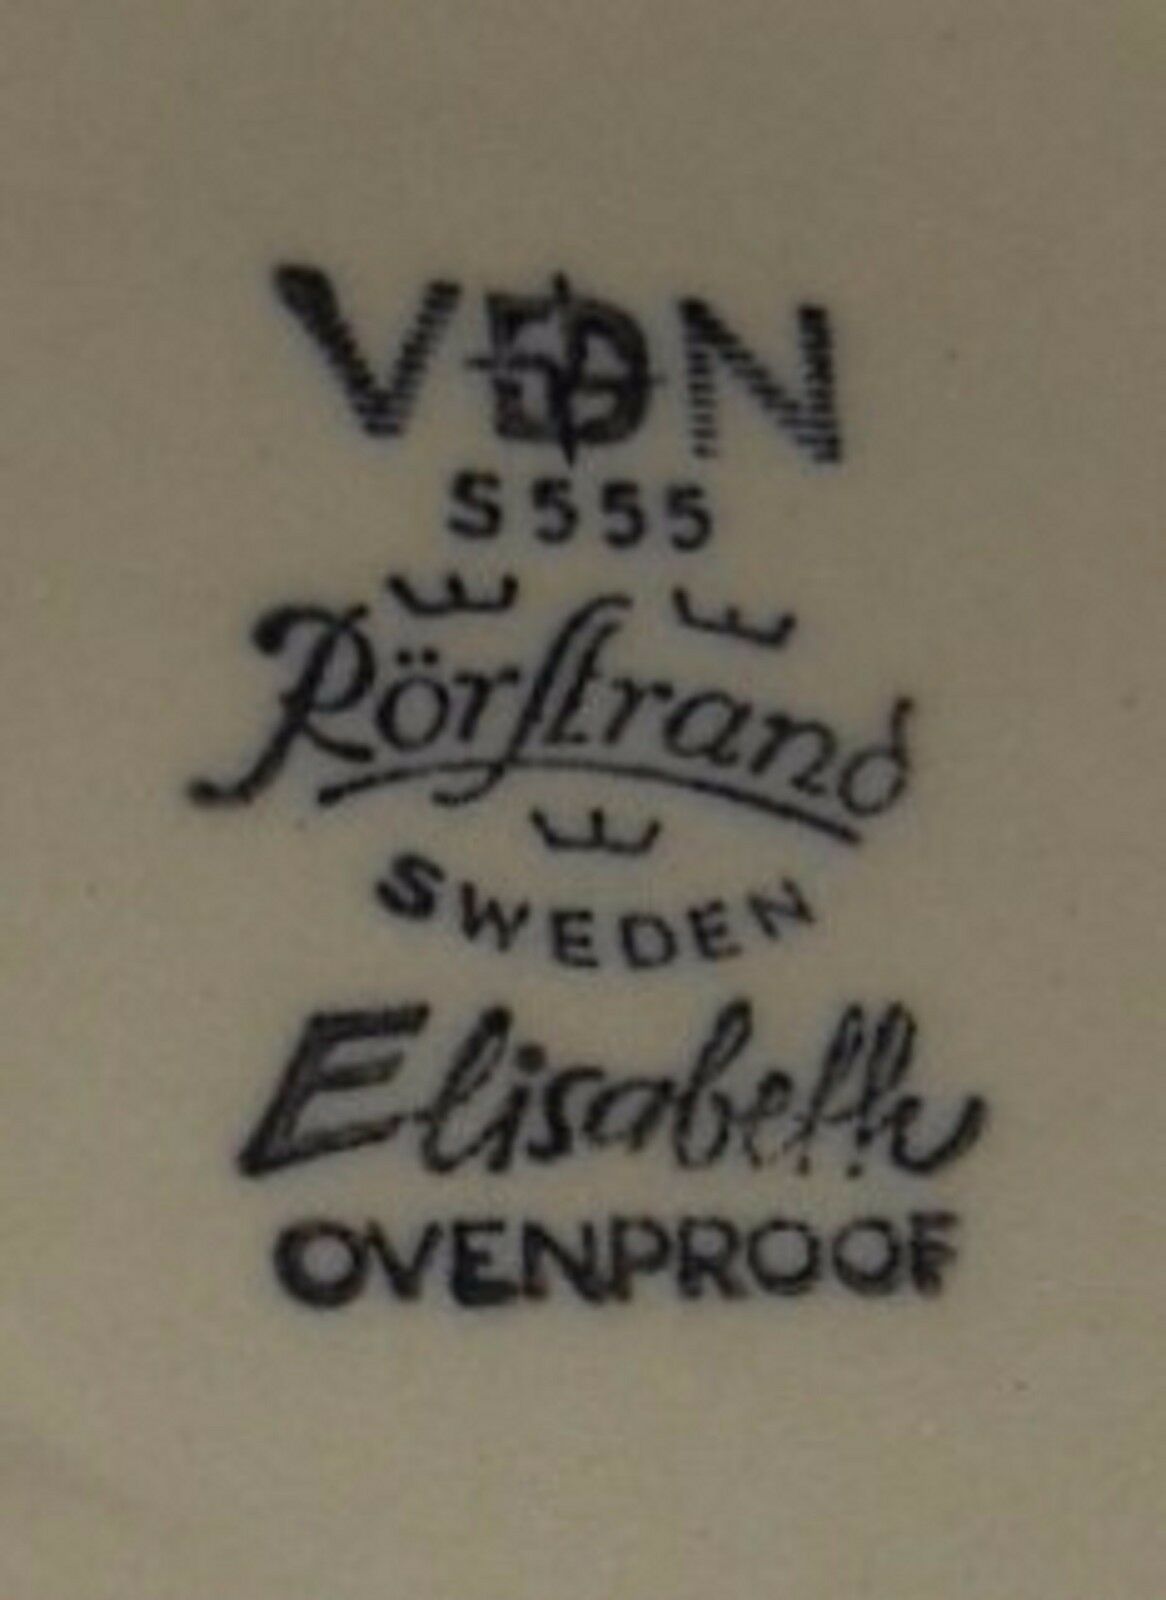 VDN
S555
Rörstrand
SWEDEN
Elisabeth
OVENPROOF